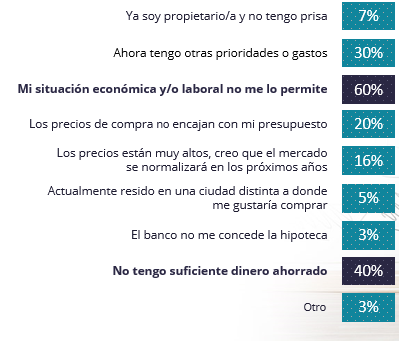 Ya soy propietario/a y no tengo prisa 7%
Ahora tengo otras prioridades o gastos 30%
Mi situación económica y/o laboral no me lo permite 60%
Los precios de compra no encajan con mi presupuesto 20%
Los precios están muy altos, creo que el mercado
se normalizará en los próximos años 16%
Actualmente resido en una ciudad distinta a donde
me gustaría comprar 5%
El banco no me concede la hipoteca 3%
No tengo suficiente dinero ahorrado 40%
Otro 3%